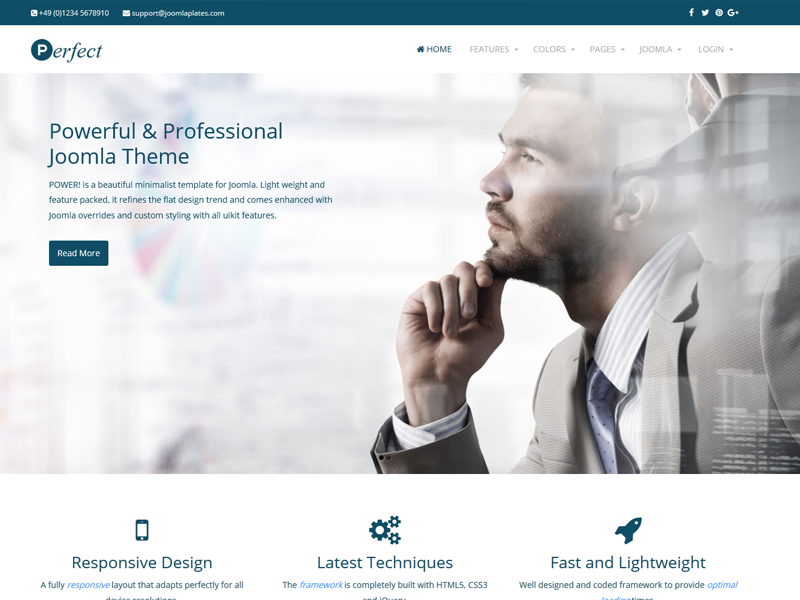 +49 (0)1234 5678910 support@joomlaplates.com
Perfect
HOME FEATURES COLORS PAGES JOOMLA LOGIN
Powerful & Professional
Joomla Theme
POWER! is a beautiful minimalist template for Joomla. Light weight and
feature packed, it refines the flat design trend and comes enhanced with
Joomla overrides and custom styling with all uikit features.
Read More
Responsive Design Latest Techniques Fast and Lightweight
A fully responsive layout that adapts perfectly for all The framework is completely built with HTML5, CSS3 Well designed and coded framework to provide optimal
device resolutions. and jQuery. loading times.